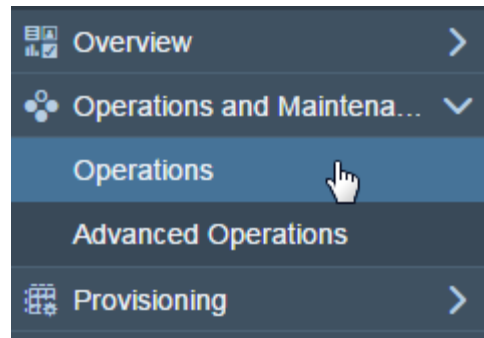 Overview
Operations and Maintena...
Operations
Advanced Operations
Provisioning